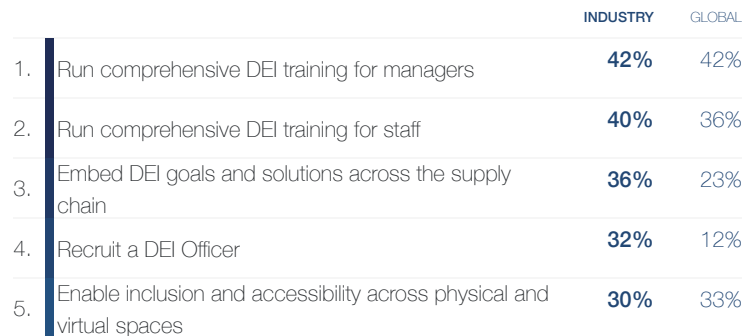 INDUSTRY GLOBAL
1. Run comprehensive DEI training for managers 42% 42%
2. Run comprehensive DEI training for staff 40% 36%
3. Embed DEI goals and solutions across the supply 36% 23%
chain
4. Recruit a DEI Officer 32% 12%
5. Enable inclusion and accessibility across physical and 30% 33%
virtual spaces